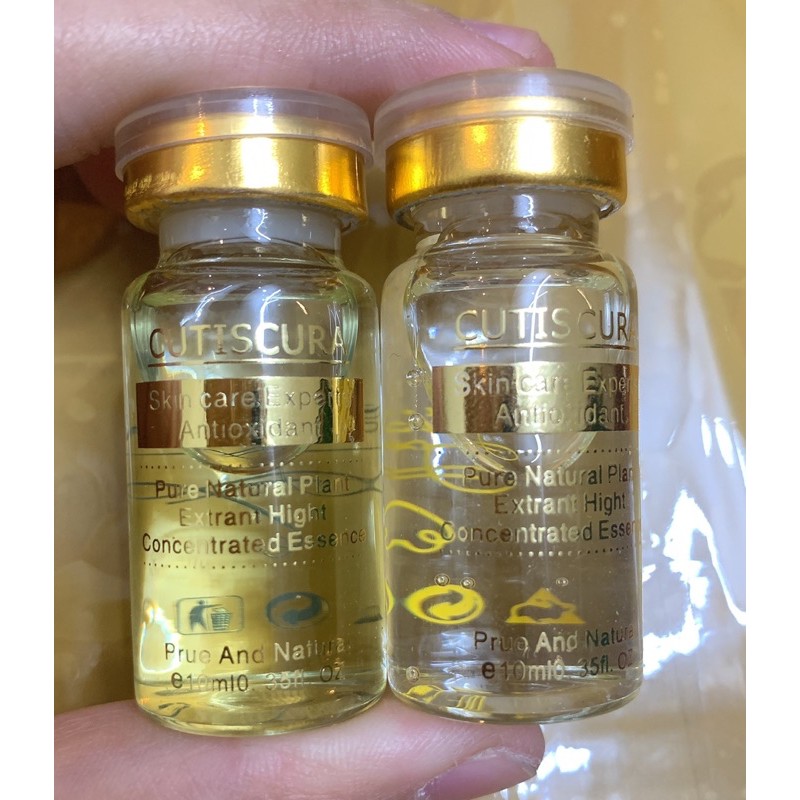 CUTISCURA
Skin care Expert
Antioxidant
Pure Natural Plant
Extrant Hight
Concentrated Essence
Prue And Natural
e10ml0. 35fl. OZ
CUTISCURA
Skin care Expert
Antioxidant
Pure Natural Plant
Extrant Hight
Concentrated Essence
Prue And Natural
e10ml0. 35fl. OZ